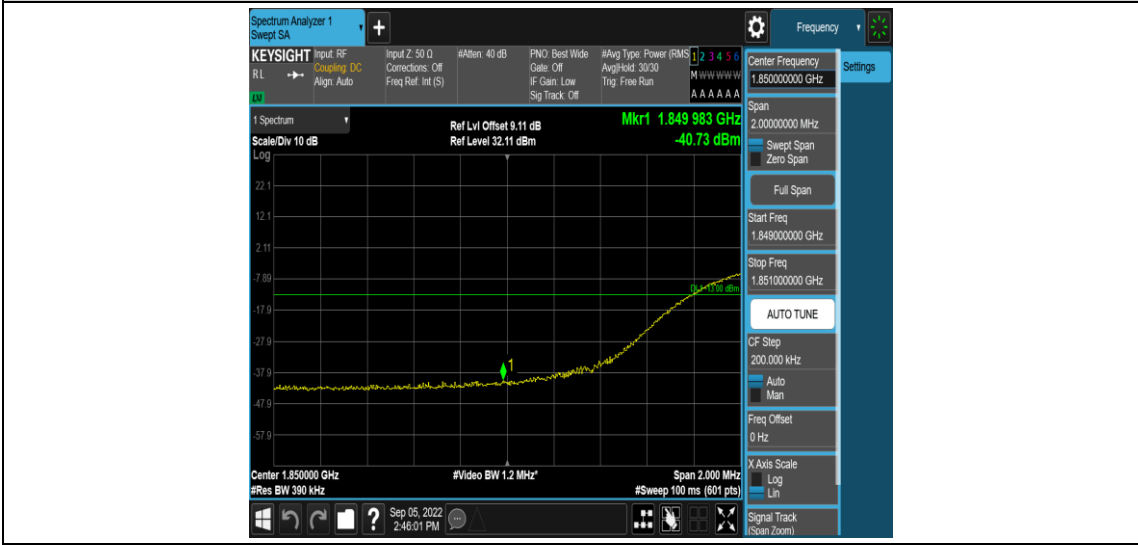 Spectrum Analyzer 1
Swept SA
+
Frequency
KEYSIGHT
RL
LM
Input: RF
Coupling: DC
Align: Auto
Input Z: 50 Ω
Corrections: Off
Freq Ref: Int (S)
#Atten: 40 dB
PNO: Best Wide
Gate: Off
IF Gain: Low
Sig Track: Off
#Avg Type: Power (RMS
Avg|Hold: 30/30
Trig: Free Run
1 2 3 4 5 6
M W W W W W
A A A A A A
1 Spectrum
Scale/Div 10 dB
Ref Lvl Offset 9.11 dB
Ref Level 32.11 dBm
Mkr1 1.849 983 GHz
-40.73 dBm
Log
22.1
12.1
2.11
-7.89
-17.9
-27.9
-37.9
-47.9
-57.9
DL1 -13.00 dBm
1
Center 1.850000 GHz
#Res BW 390 kHz
#Video BW 1.2 MHz*
Span 2.000 MHz
#Sweep 100 ms (601 pts)
Center Frequency
1.850000000 GHz
Settings
Span
2.00000000 MHz
Swept Span
Zero Span
Full Span
Start Freq
1.849000000 GHz
Stop Freq
1.851000000 GHz
AUTO TUNE
CF Step
200.000 kHz
Auto
Man
Freq Offset
0 Hz
X Axis Scale
Log
Lin
Signal Track
(Span Zoom)
?
Sep 05, 2022
2:46:01 PM